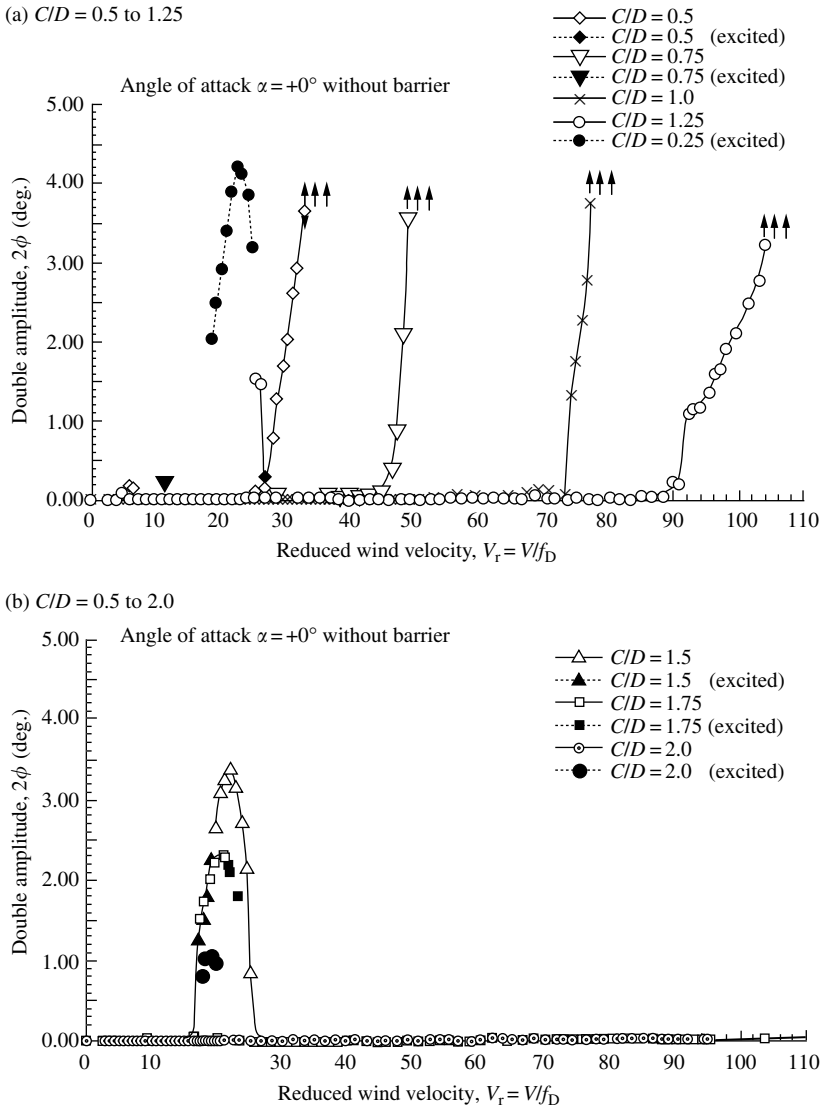 (a) C/D = 0.5 to 1.25
C/D = 0.5
C/D = 0.5 (excited)
C/D = 0.75
C/D = 0.75 (excited)
C/D = 1.0
C/D = 1.25
C/D = 0.25 (excited)
Angle of attack α = +0° without barrier
5.00
4.00
3.00
2.00
1.00
0.00
Double amplitude, 2ϕ (deg.)
0 10 20 30 40 50 60 70 80 90 100 110
Reduced wind velocity, Vr = V/fD
(b) C/D = 0.5 to 2.0
Angle of attack α = +0° without barrier
C/D = 1.5
C/D = 1.5 (excited)
C/D = 1.75
C/D = 1.75 (excited)
C/D = 2.0
C/D = 2.0 (excited)
5.00
4.00
3.00
2.00
1.00
0.00
Double amplitude, 2ϕ (deg.)
0 10 20 30 40 50 60 70 80 90 100 110
Reduced wind velocity, Vr = V/fD